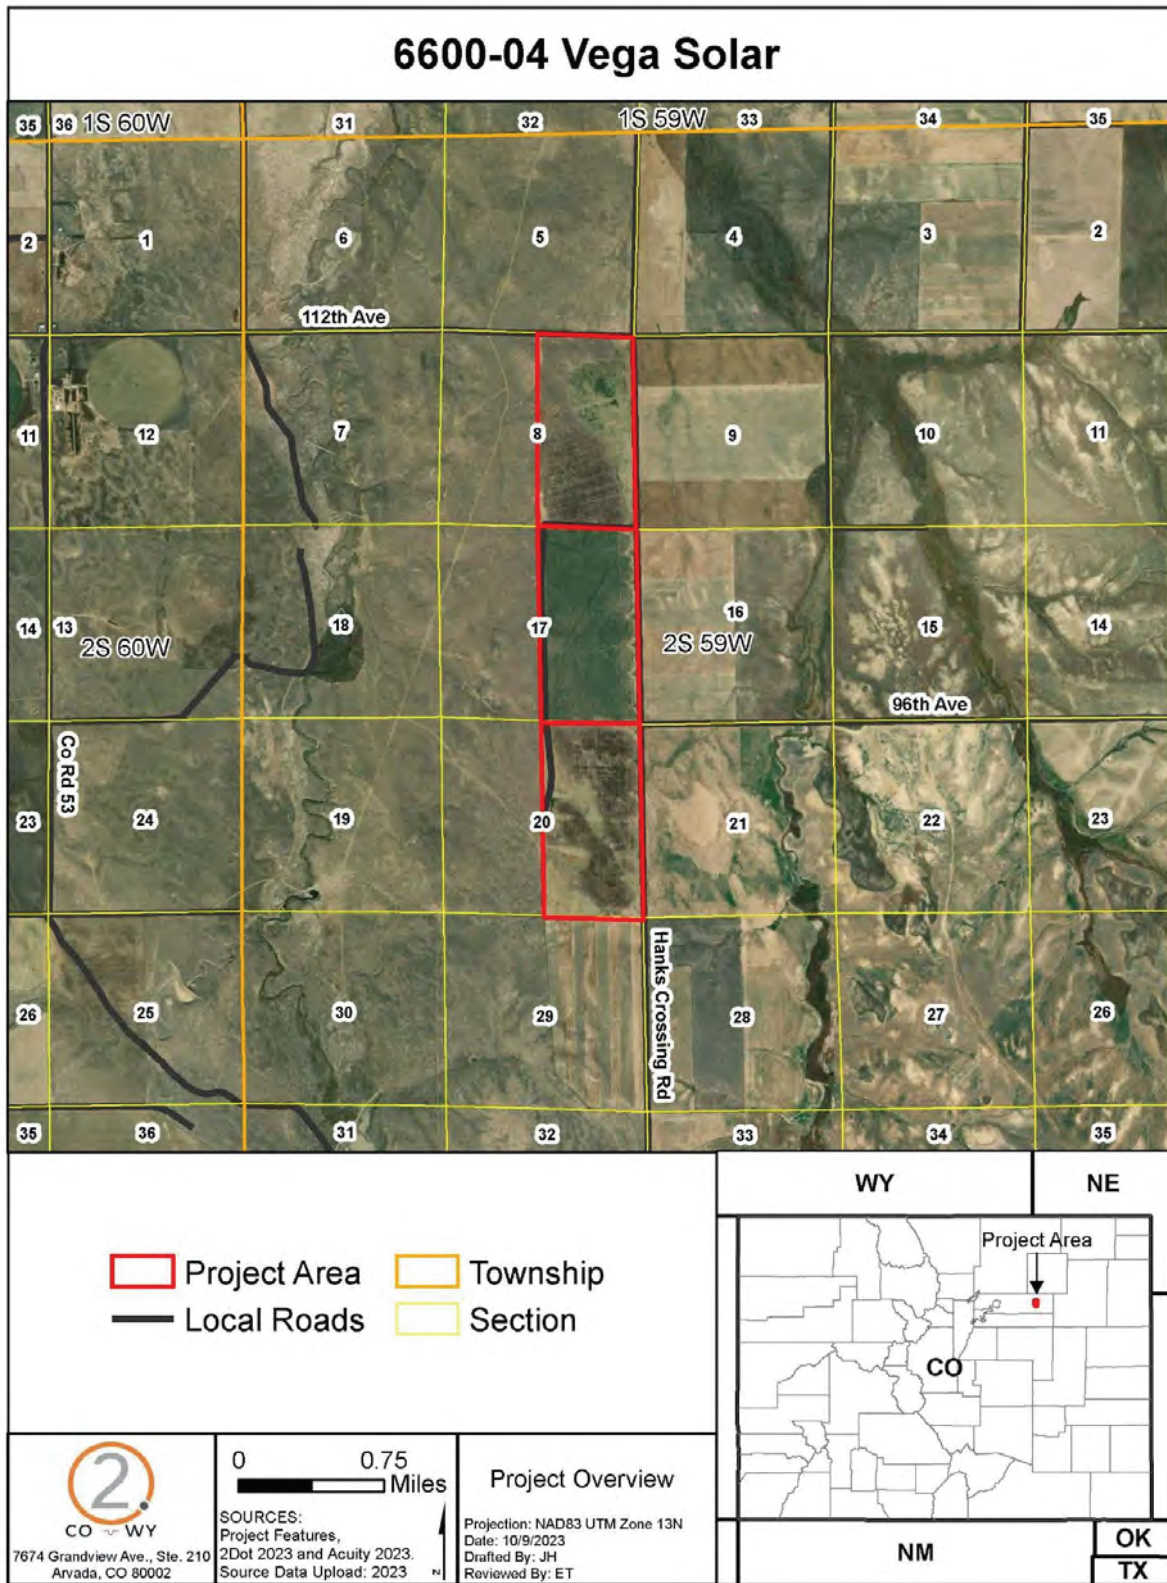 6600-04 Vega Solar
35 36 1S 60W 31 32 1S 59W 33 34 35
2 1 6 5 4 3 2
112th Ave
11 12 7 8 9 10 11
14 13 18 17 16 15 14
2S 60W 2S 59W
96th Ave
Co Rd 53
23 24 19 20 21 22 23
Hanks Crossing Rd
26 25 30 29 28 27 26
35 36 31 32 33 34 35
Project Area Township
Local Roads Section
WY NE
Project Area
CO
NM OK
TX
2
CO WY
7674 Grandview Ave., Ste. 210
Arvada, CO 80002
0 0.75
Miles
SOURCES:
Project Features,
2Dot 2023 and Acuity 2023.
Source Data Upload: 2023
N
Project Overview
Projection: NAD83 UTM Zone 13N
Date: 10/9/2023
Drafted By: JH
Reviewed By: ET